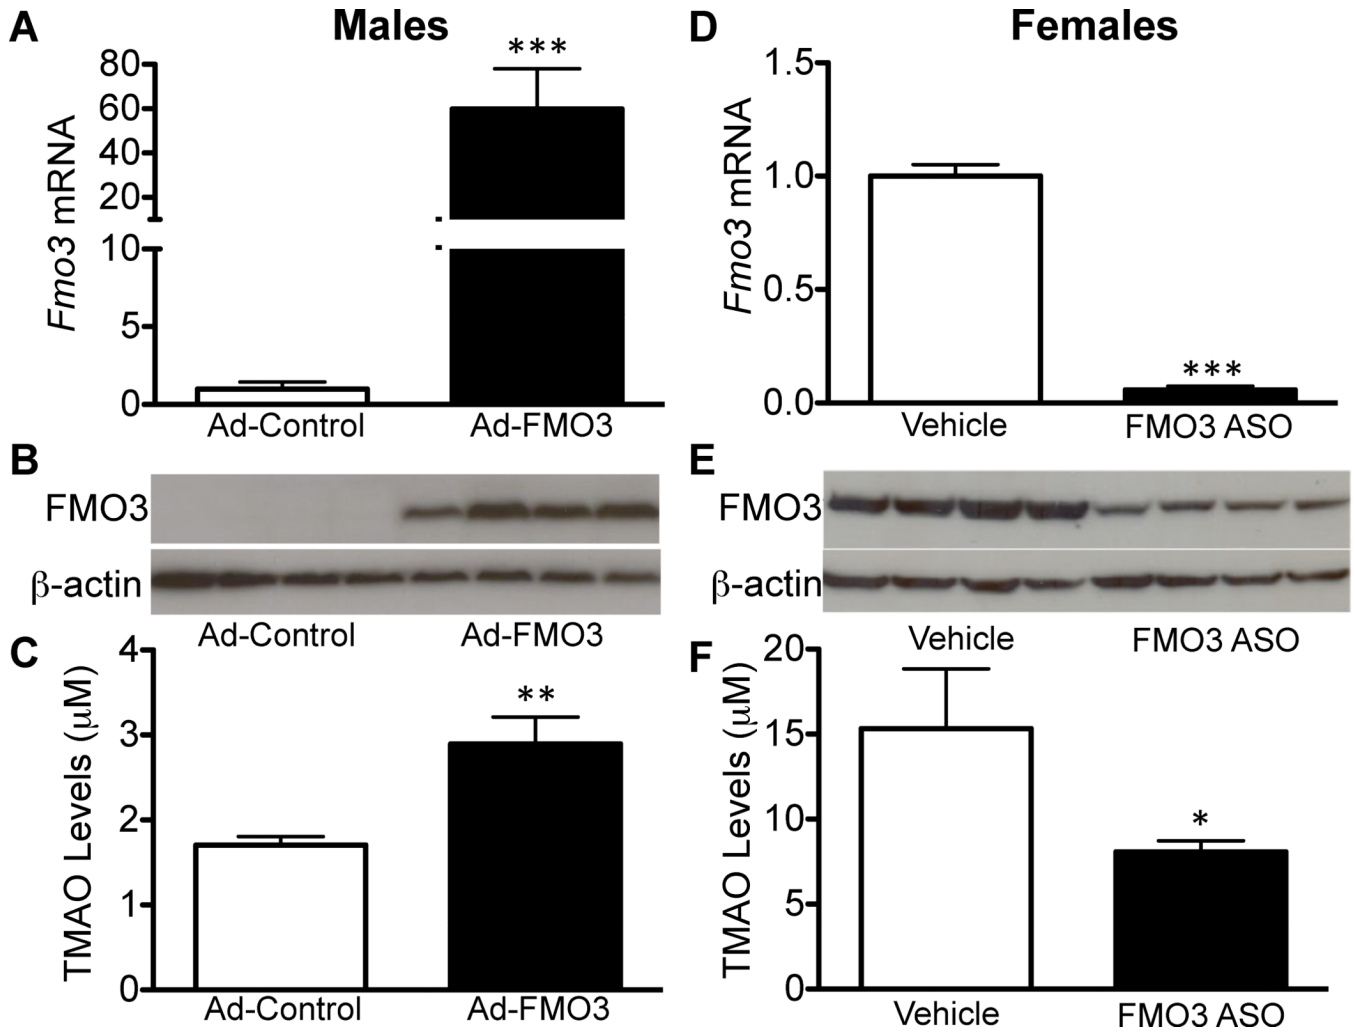 A
Males
***
80
60
40
20
10
5
0
Fmo3 mRNA
Ad-Control
Ad-FMO3
B
FMO3
β-actin
Ad-Control
Ad-FMO3
C
**
4
3
2
1
0
TMAO Levels (μM)
Ad-Control
Ad-FMO3
D
Females
1.5
1.0
0.5
0.0
Fmo3 mRNA
***
Vehicle
FMO3 ASO
E
FMO3
β-actin
Vehicle
FMO3 ASO
F
20
15
10
5
0
TMAO Levels (μM)
*
Vehicle
FMO3 ASO